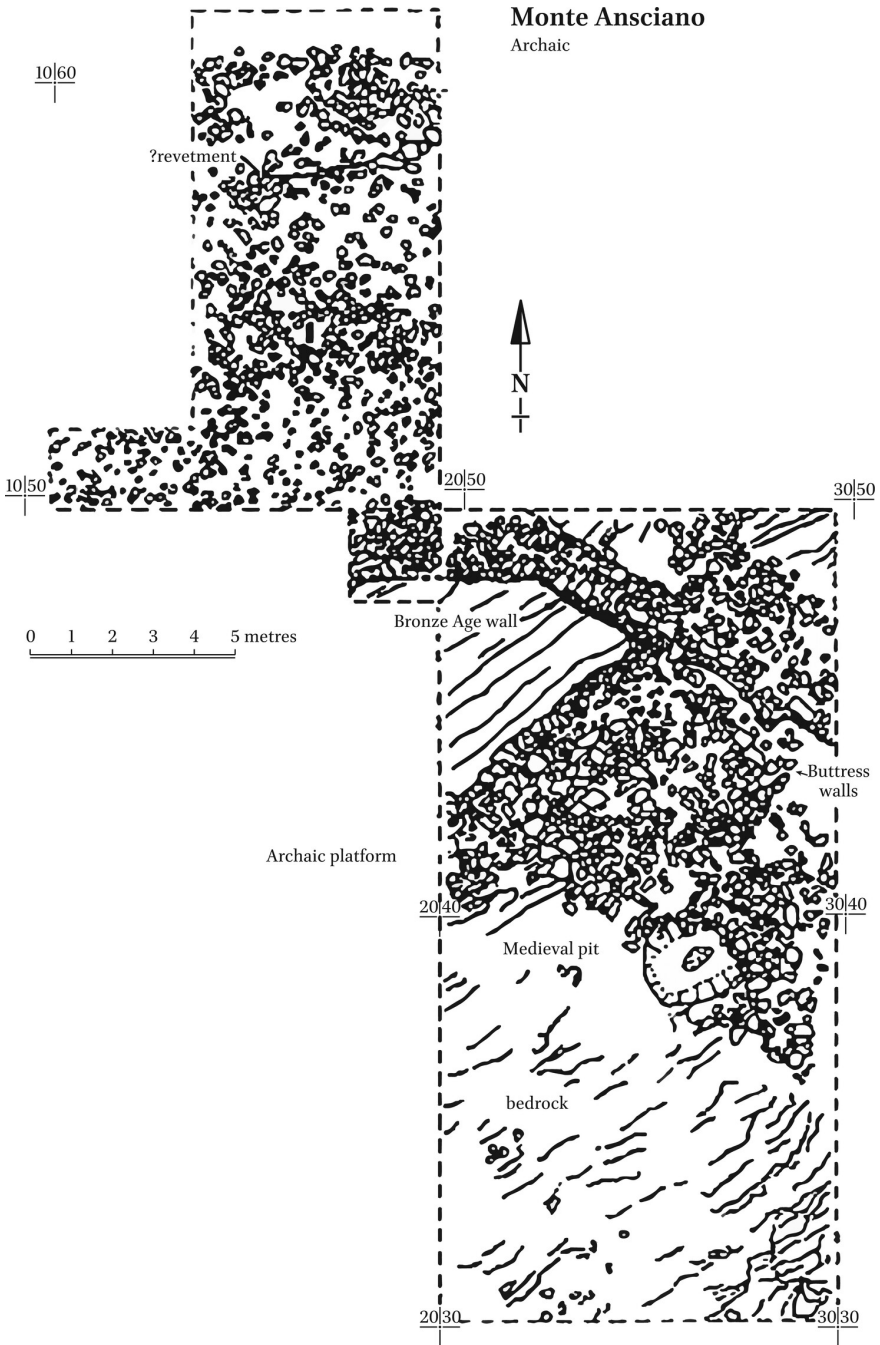 Monte Ansciano
Archaic
10|60
?revetment
N
10|50
20|50
30|50
0 1 2 3 4 5 metres
Bronze Age wall
Buttress
walls
Archaic platform
20|40
30|40
Medieval pit
bedrock
20|30
30|30